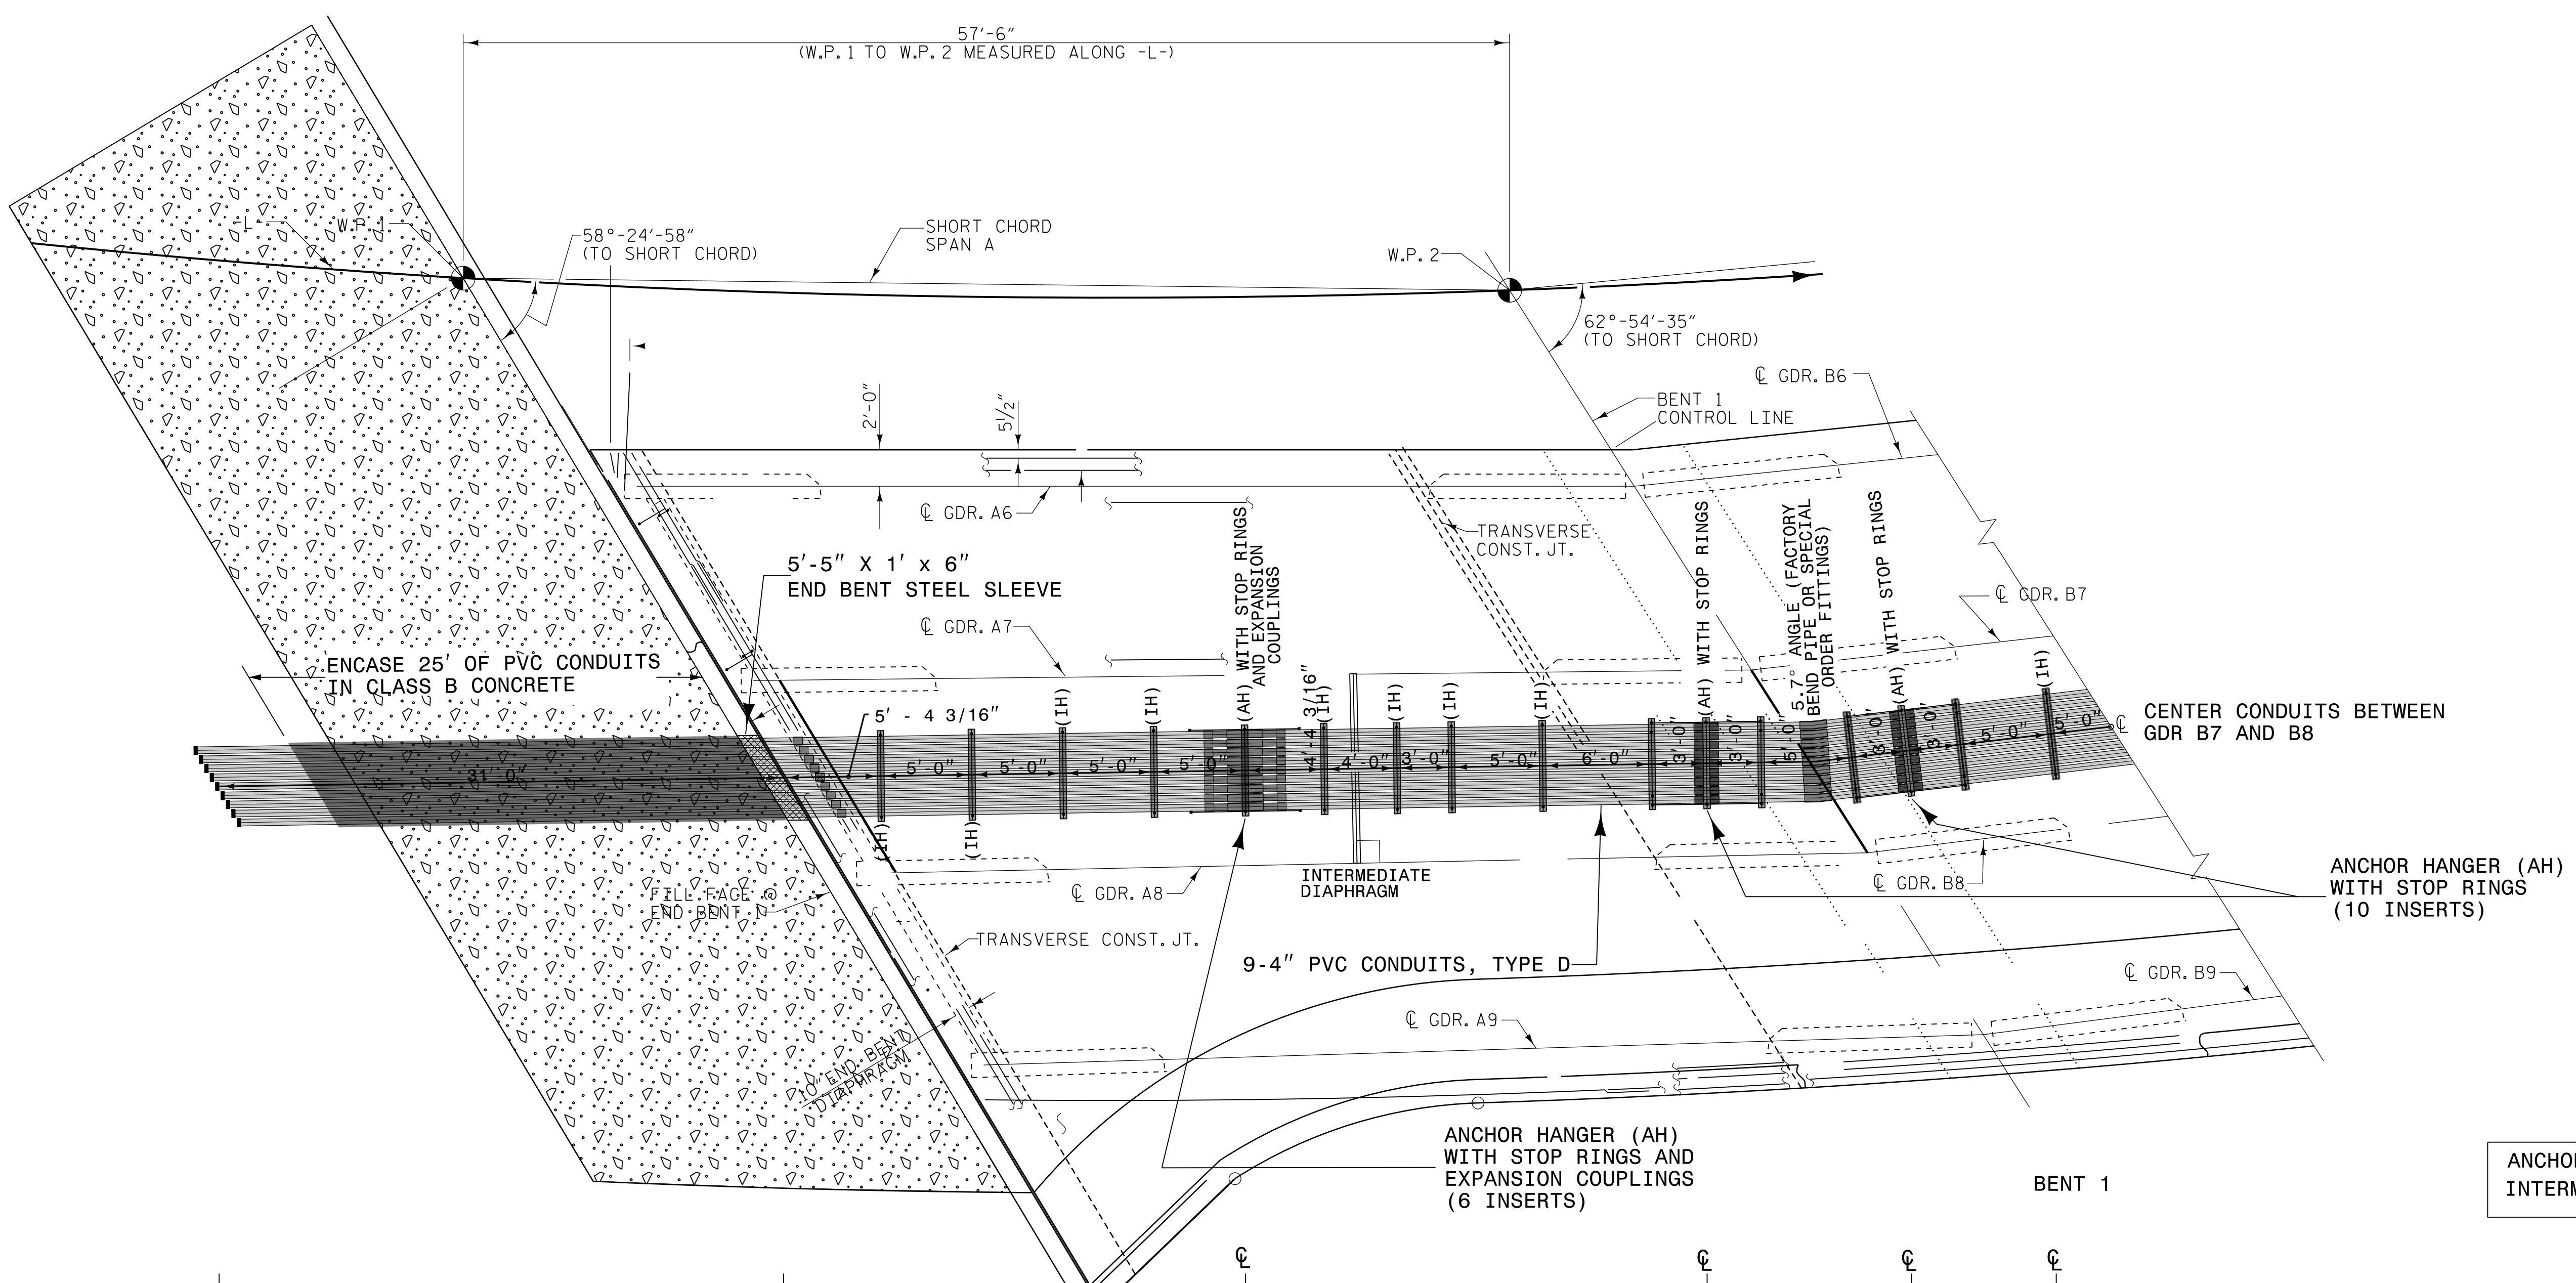 57'-6"
(W.P. 1 TO W.P. 2 MEASURED ALONG -L-)
-L-
W.P. 1
58°-24'-58"
(TO SHORT CHORD)
SHORT CHORD
SPAN A
W.P. 2
62°-54'-35"
(TO SHORT CHORD)
℄ GDR. B6
BENT 1
CONTROL LINE
2'-0"
5½"
℄ GDR. A6
TRANSVERSE
CONST. JT.
5'-5" X 1' x 6"
END BENT STEEL SLEEVE
℄ GDR. A7
(AH) WITH STOP RINGS
AND EXPANSION
COUPLINGS
(AH) WITH STOP RINGS
5.7° ANGLE (FACTORY
BEND PIPE OR SPECIAL
ORDER FITTINGS)
(AH) WITH STOP RINGS
℄ GDR. B7
ENCASE 25' OF PVC CONDUITS
IN CLASS B CONCRETE
5' - 4 3/16"
(IH)
(IH)
(IH)
(IH)
(IH)
(IH)
(IH)
(IH)
(IH)
31'-0"
5'-0"
5'-0"
5'-0"
5'-0"
4'-4 3/16"
4'-0"
3'-0"
5'-0"
6'-0"
3'-0"
3'-0"
5'-0"
3'-0"
3'-0"
5'-0"
5'-0"
℄
CENTER CONDUITS BETWEEN
GDR B7 AND B8
FILL FACE @
END BENT 1
℄ GDR. A8
INTERMEDIATE
DIAPHRAGM
℄ GDR. B8
ANCHOR HANGER (AH)
WITH STOP RINGS
(10 INSERTS)
TRANSVERSE CONST. JT.
9-4" PVC CONDUITS, TYPE D
℄ GDR. B9
℄ GDR. A9
10" END BENT
DIAPHRAGM
ANCHOR HANGER (AH)
WITH STOP RINGS AND
EXPANSION COUPLINGS
(6 INSERTS)
BENT 1
ANCHO
INTERM
℄
℄
℄
℄